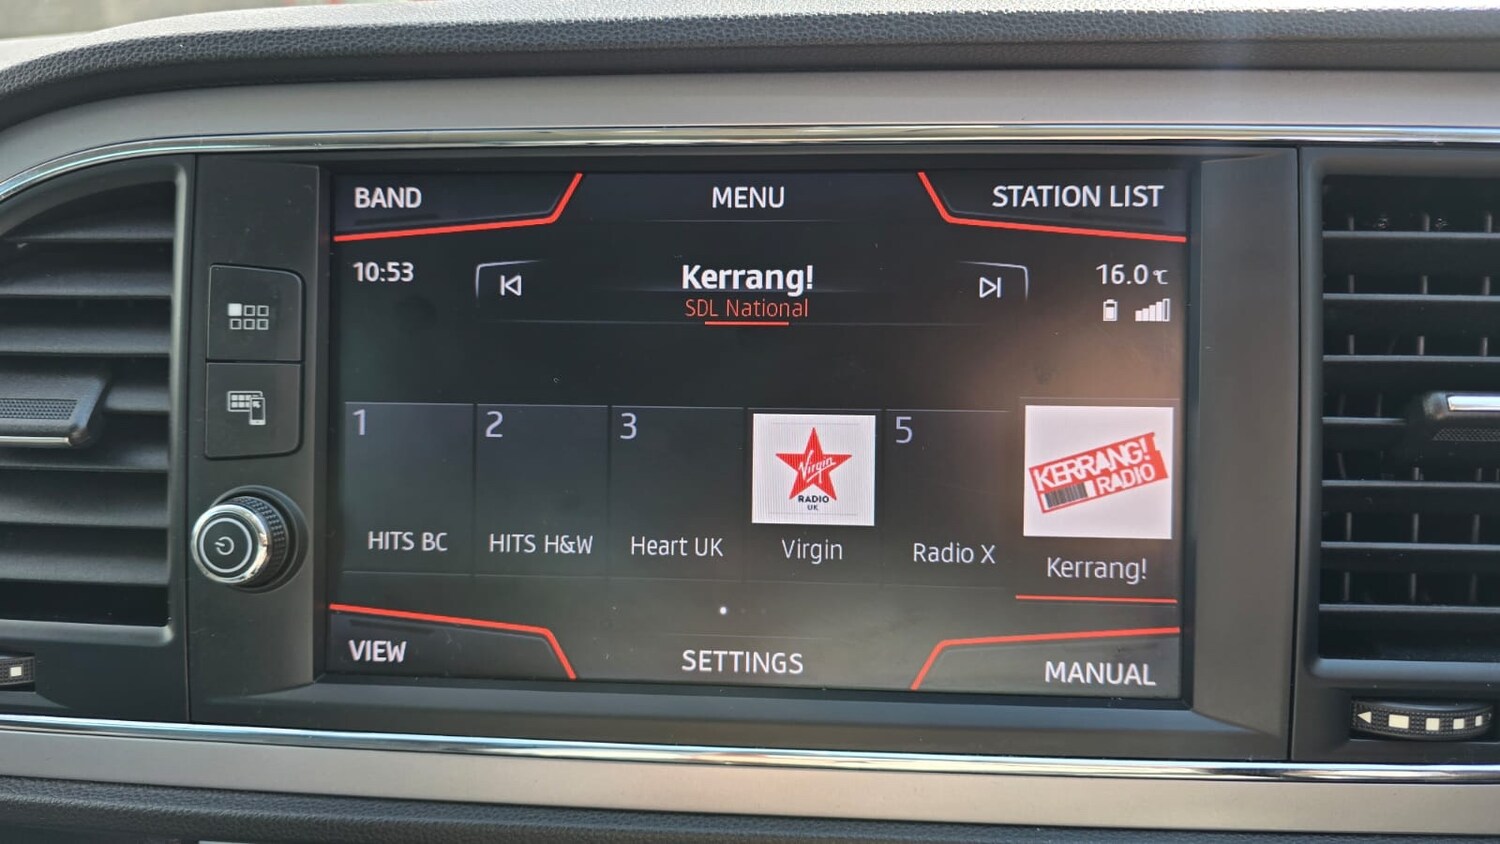 BAND
MENU
STATION LIST
10:53
Kerrang!
16.0 °C
SDL National
1
2
3
5
Virgin
RADIO
UK
KERRANG!
RADIO
HITS BC
HITS H&W
Heart UK
Virgin
Radio X
Kerrang!
VIEW
SETTINGS
MANUAL